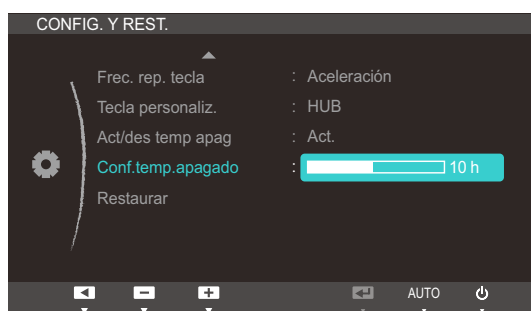 CONFIG. Y REST.
Frec. rep. tecla : Aceleración
Tecla personaliz. : HUB
Act/des temp apag : Act.
Conf.temp.apagado : 10 h
Restaurar
AUTO